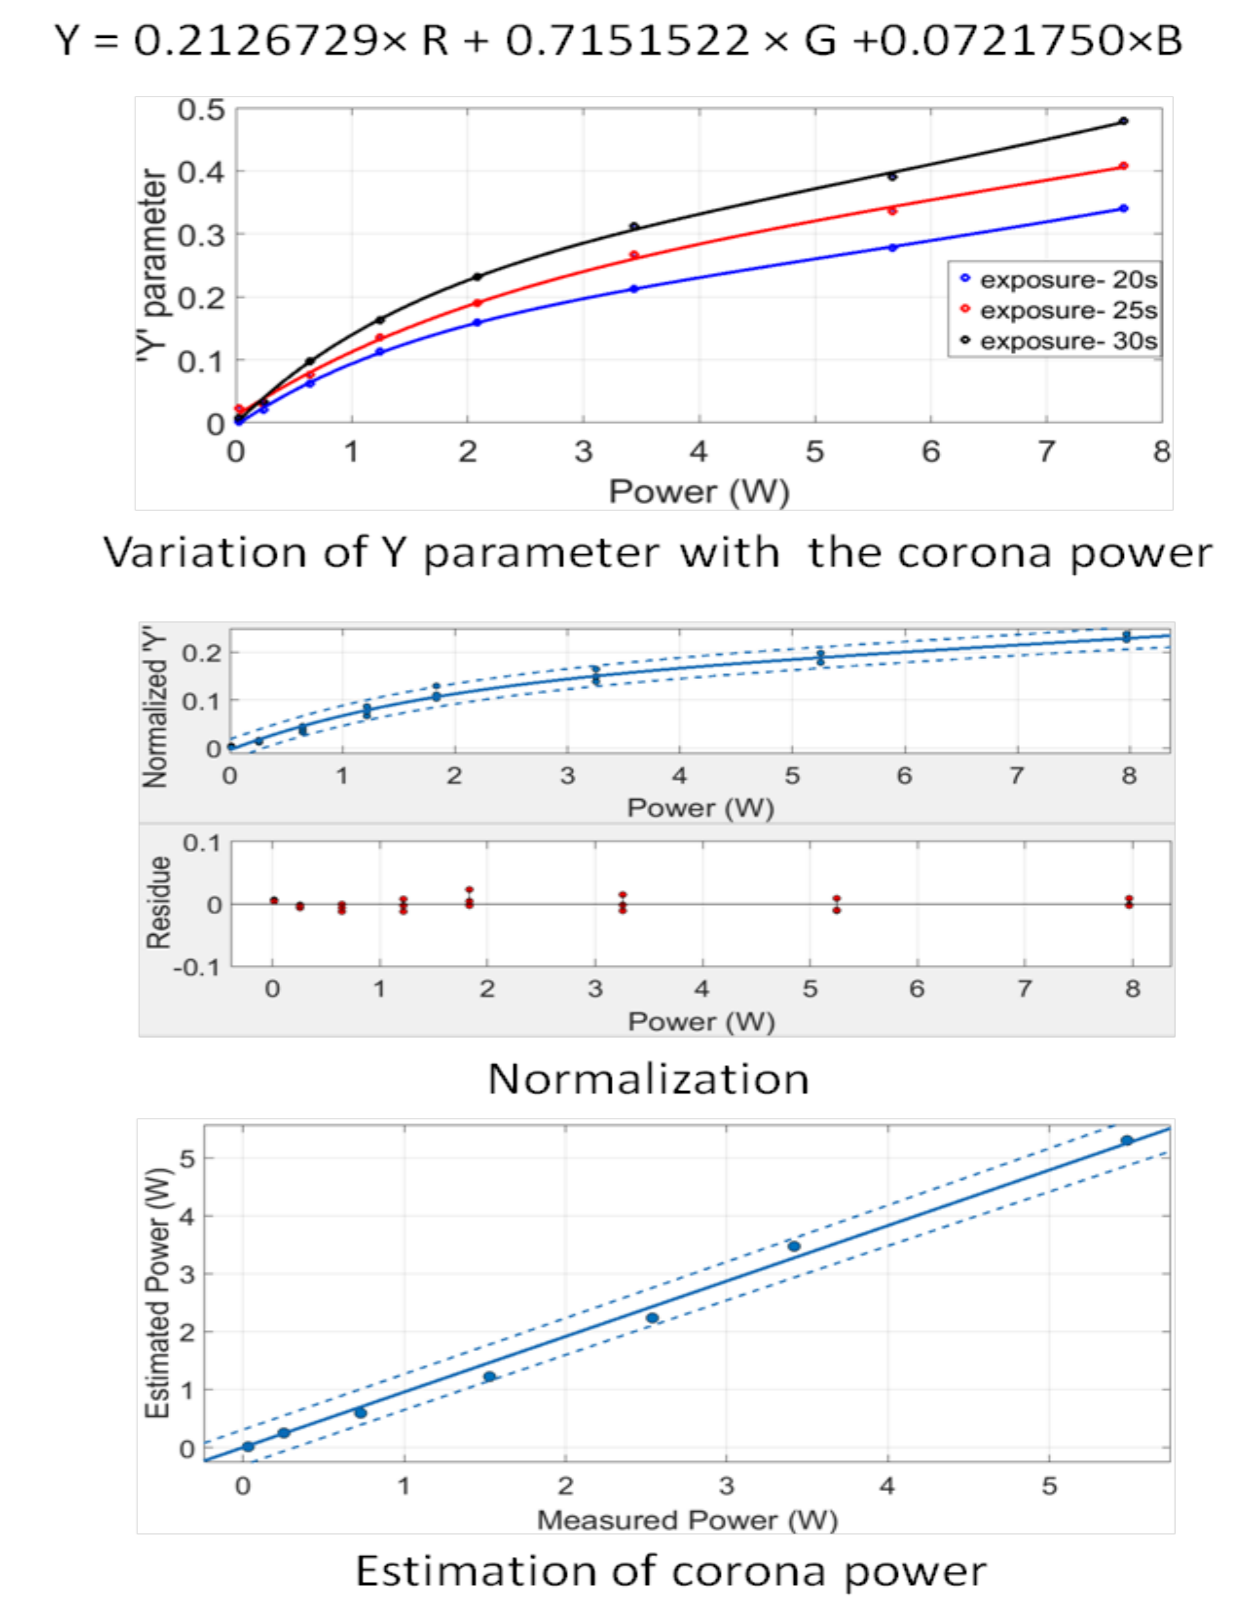 Y = 0.2126729× R + 0.7151522 × G +0.0721750×B
0.5
0.4
0.3
0.2
0.1
0
'Y' parameter
exposure- 20s
exposure- 25s
exposure- 30s
0 1 2 3 4 5 6 7 8
Power (W)
Variation of Y parameter with the corona power
0.2
0.1
0
Normalized 'Y'
0 1 2 3 4 5 6 7 8
Power (W)
0.1
0
-0.1
Residue
0 1 2 3 4 5 6 7 8
Power (W)
Normalization
5
4
3
2
1
0
Estimated Power (W)
0 1 2 3 4 5
Measured Power (W)
Estimation of corona power